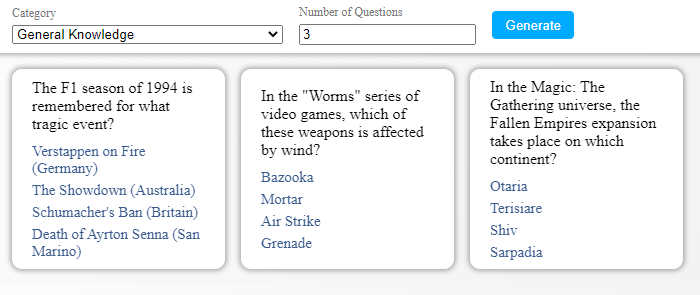 Category
Number of Questions
General Knowledge
3
Generate
The F1 season of 1994 is
remembered for what
tragic event?
Verstappen on Fire
(Germany)
The Showdown (Australia)
Schumacher's Ban (Britain)
Death of Ayrton Senna (San
Marino)
In the "Worms" series of
video games, which of
these weapons is affected
by wind?
Bazooka
Mortar
Air Strike
Grenade
In the Magic: The
Gathering universe, the
Fallen Empires expansion
takes place on which
continent?
Otaria
Terisiare
Shiv
Sarpadia